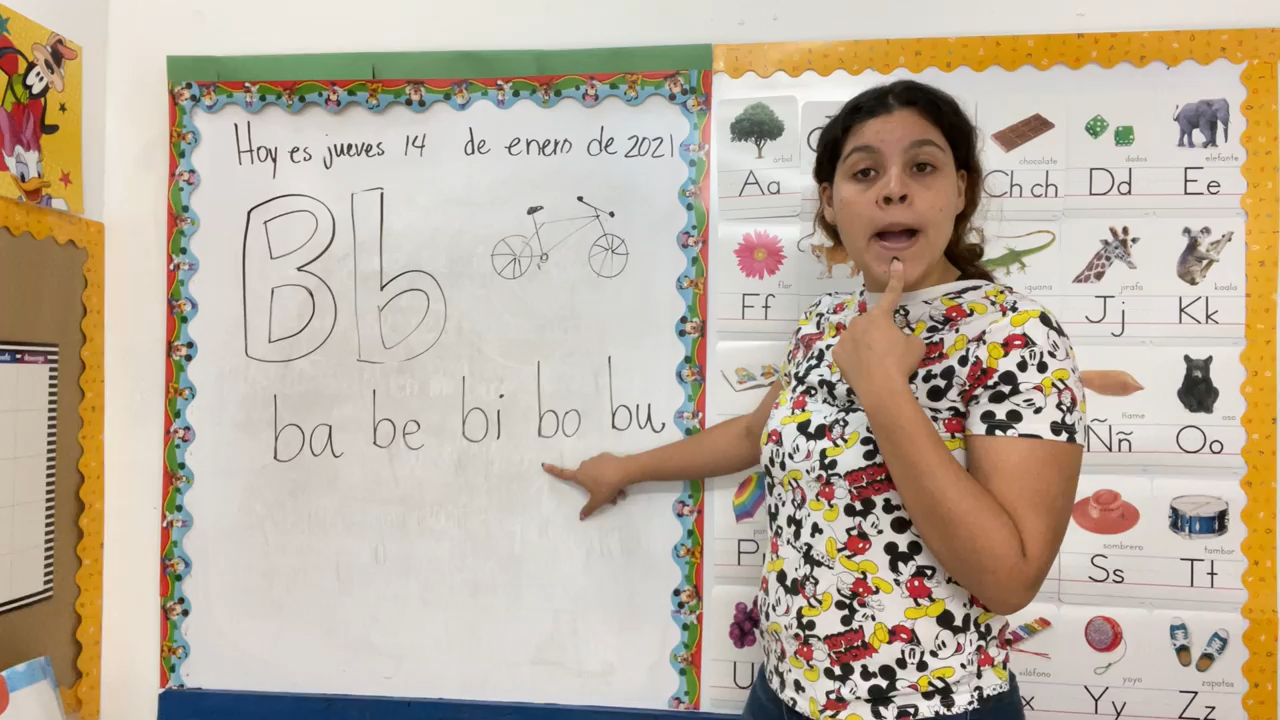 Hoy es jueves 14 de enero de 2021
Bb
ba be bi bo bu
árbol
Aa
chocolate
Ch ch
dados
Dd
elefante
Ee
flor
Ff
iguana
jirafa
Jj
koala
Kk
ñame
Ññ
oso
Oo
P
sombrero
Ss
tambor
Tt
U
xilófono
x
yoyo
Yy
zapatos
Zz